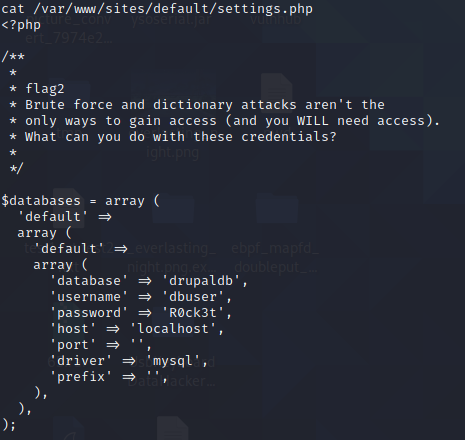 cat /var/www/sites/default/settings.php
<?php

/**
 *
 * flag2
 * Brute force and dictionary attacks aren't the
 * only ways to gain access (and you WILL need access).
 * What can you do with these credentials?
 *
 */

$databases = array (
  'default' =>
  array (
    'default' =>
    array (
      'database' => 'drupaldb',
      'username' => 'dbuser',
      'password' => 'R0ck3t',
      'host' => 'localhost',
      'port' => '',
      'driver' => 'mysql',
      'prefix' => '',
    ),
  ),
);